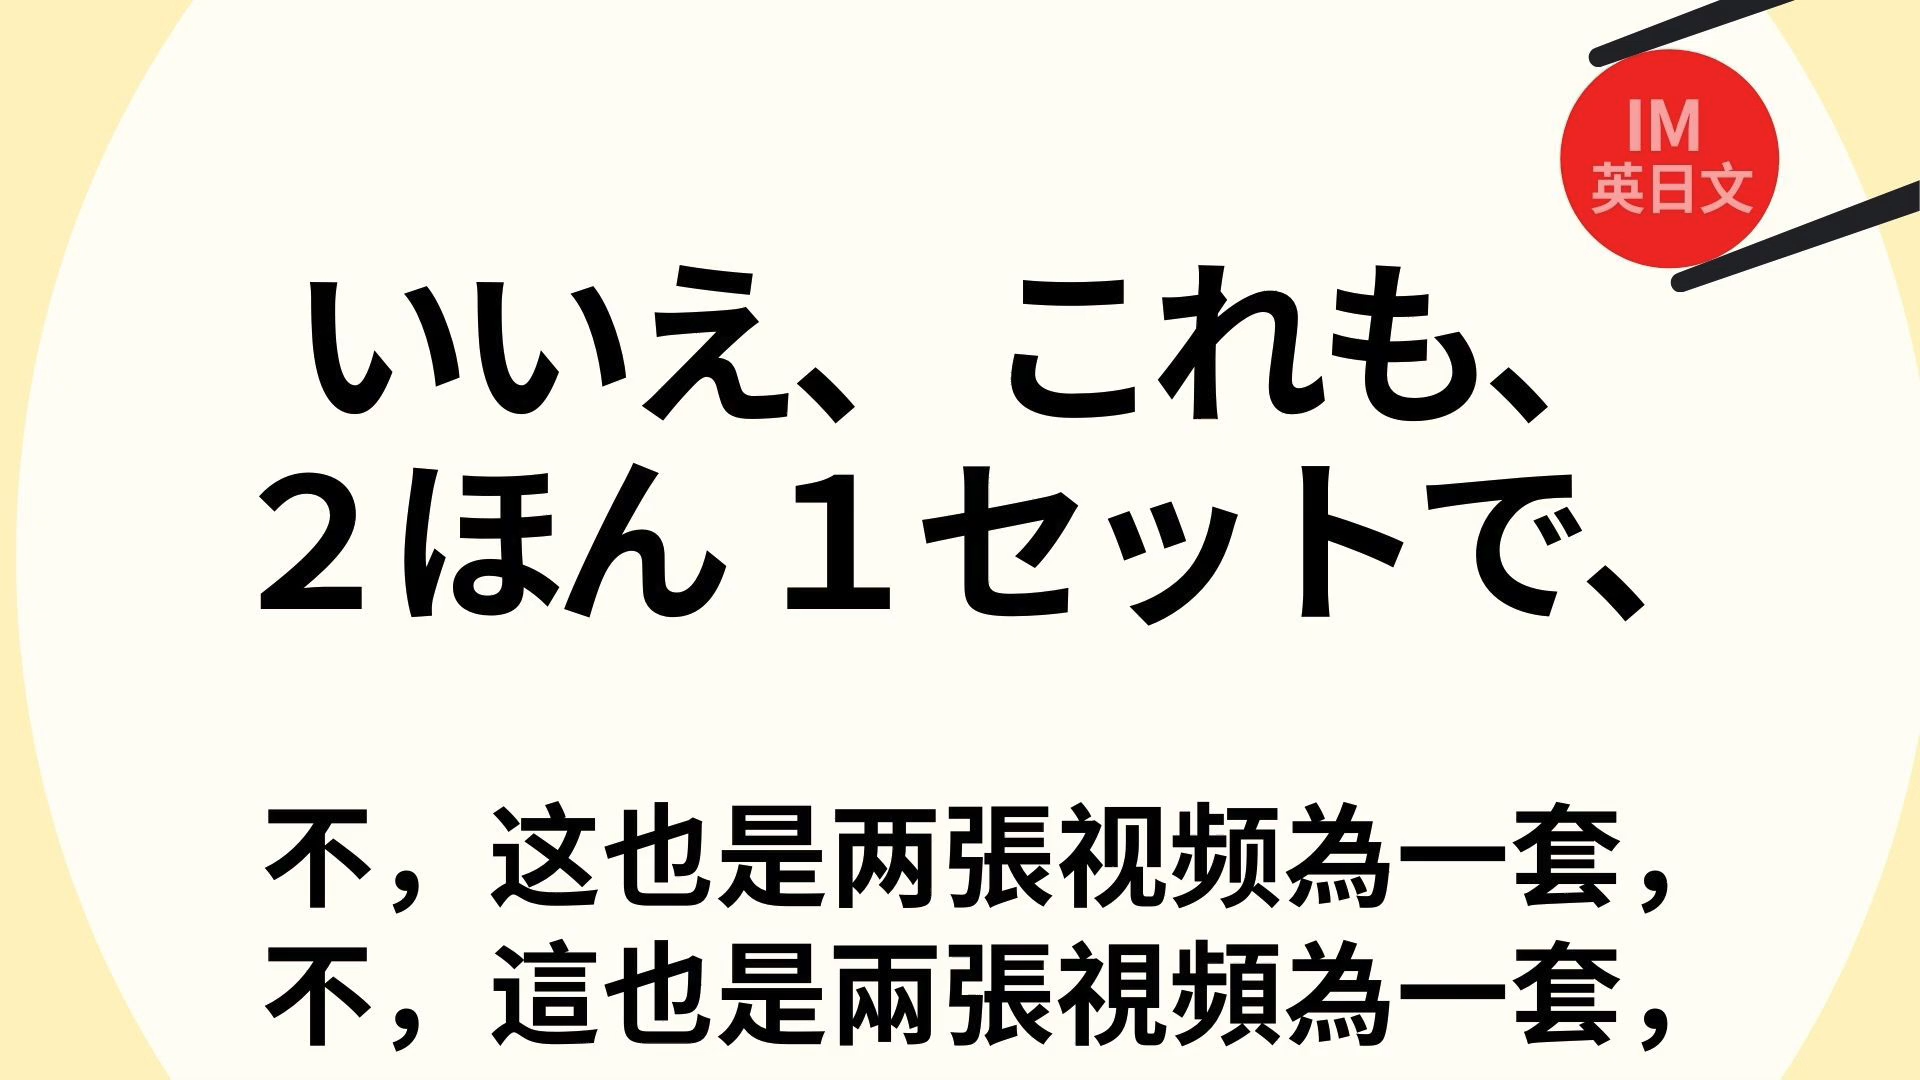 IM
英日文
いいえ、これも、
２ほん１セットで、
不，这也是两張视频為一套，
不，這也是兩張視頻為一套，